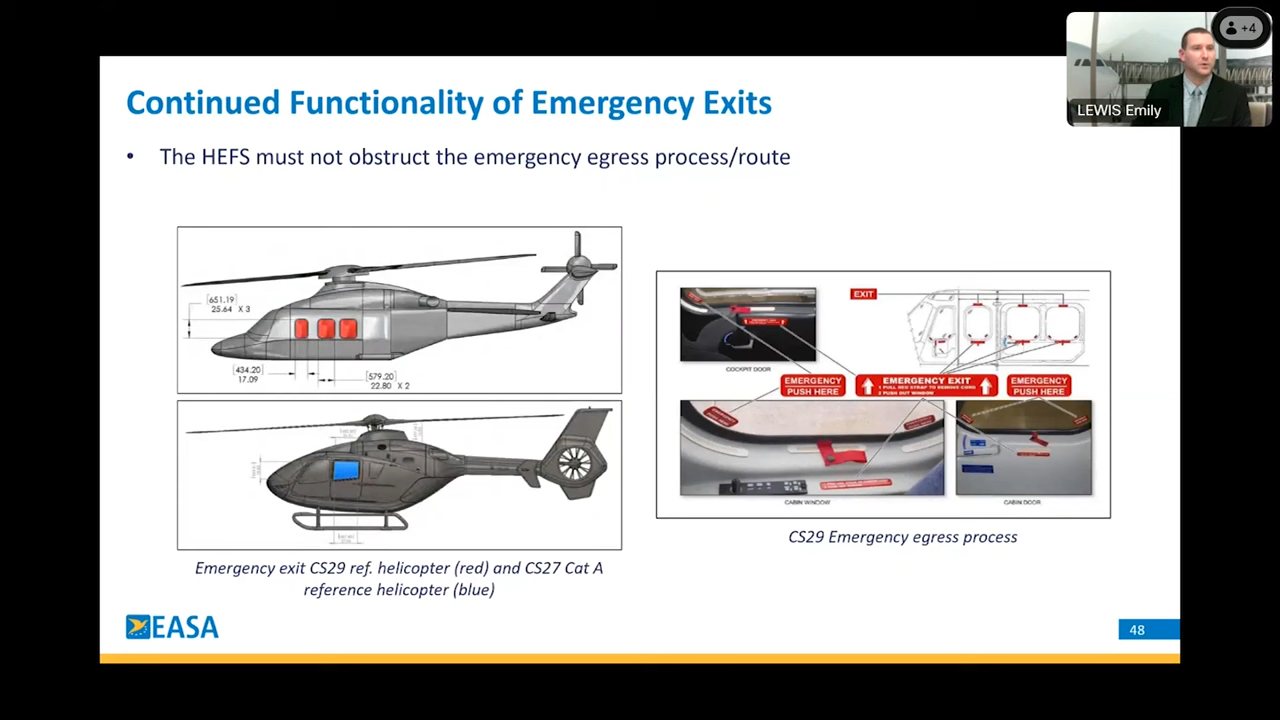 +4
LEWIS Emily
Continued Functionality of Emergency Exits
• The HEFS must not obstruct the emergency egress process/route
[651.19]
25.64 X 3
[434.20]
17.09
[579.20]
22.80 X 2
EXIT
COCKPIT DOOR
EMERGENCY
PUSH HERE
EMERGENCY EXIT
1 PULL RED STRAP TO REMOVE CORD
2 PUSH OUT WINDOW
EMERGENCY
PUSH HERE
CABIN WINDOW
CABIN DOOR
CS29 Emergency egress process
Emergency exit CS29 ref. helicopter (red) and CS27 Cat A
reference helicopter (blue)
EASA
48